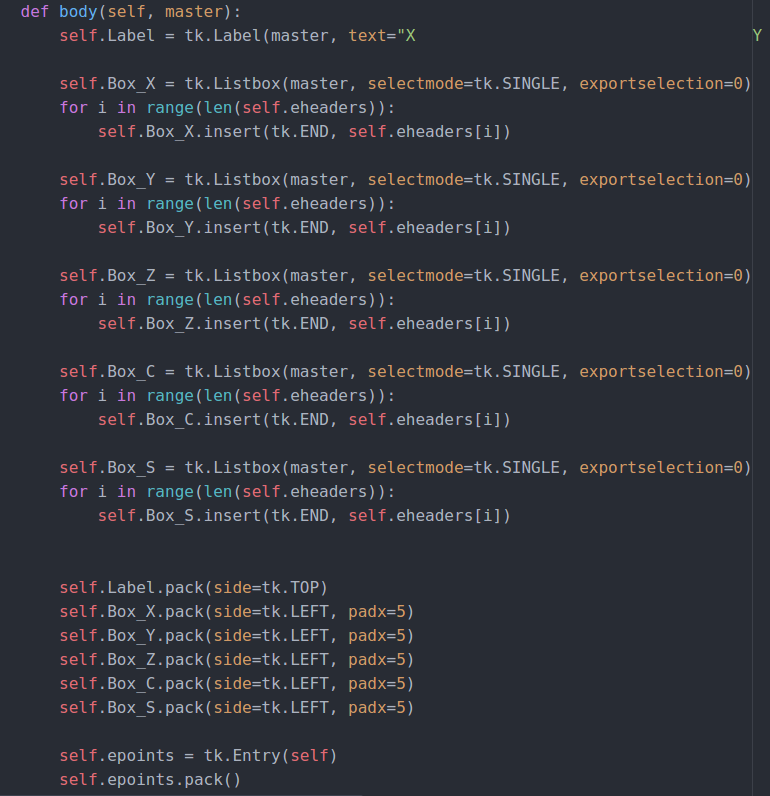 def body(self, master):
    self.Label = tk.Label(master, text="X                                   Y
    self.Box_X = tk.Listbox(master, selectmode=tk.SINGLE, exportselection=0)
    for i in range(len(self.eheaders)):
        self.Box_X.insert(tk.END, self.eheaders[i])
    self.Box_Y = tk.Listbox(master, selectmode=tk.SINGLE, exportselection=0)
    for i in range(len(self.eheaders)):
        self.Box_Y.insert(tk.END, self.eheaders[i])
    self.Box_Z = tk.Listbox(master, selectmode=tk.SINGLE, exportselection=0)
    for i in range(len(self.eheaders)):
        self.Box_Z.insert(tk.END, self.eheaders[i])
    self.Box_C = tk.Listbox(master, selectmode=tk.SINGLE, exportselection=0)
    for i in range(len(self.eheaders)):
        self.Box_C.insert(tk.END, self.eheaders[i])
    self.Box_S = tk.Listbox(master, selectmode=tk.SINGLE, exportselection=0)
    for i in range(len(self.eheaders)):
        self.Box_S.insert(tk.END, self.eheaders[i])
    self.Label.pack(side=tk.TOP)
    self.Box_X.pack(side=tk.LEFT, padx=5)
    self.Box_Y.pack(side=tk.LEFT, padx=5)
    self.Box_Z.pack(side=tk.LEFT, padx=5)
    self.Box_C.pack(side=tk.LEFT, padx=5)
    self.Box_S.pack(side=tk.LEFT, padx=5)
    self.epoints = tk.Entry(self)
    self.epoints.pack()